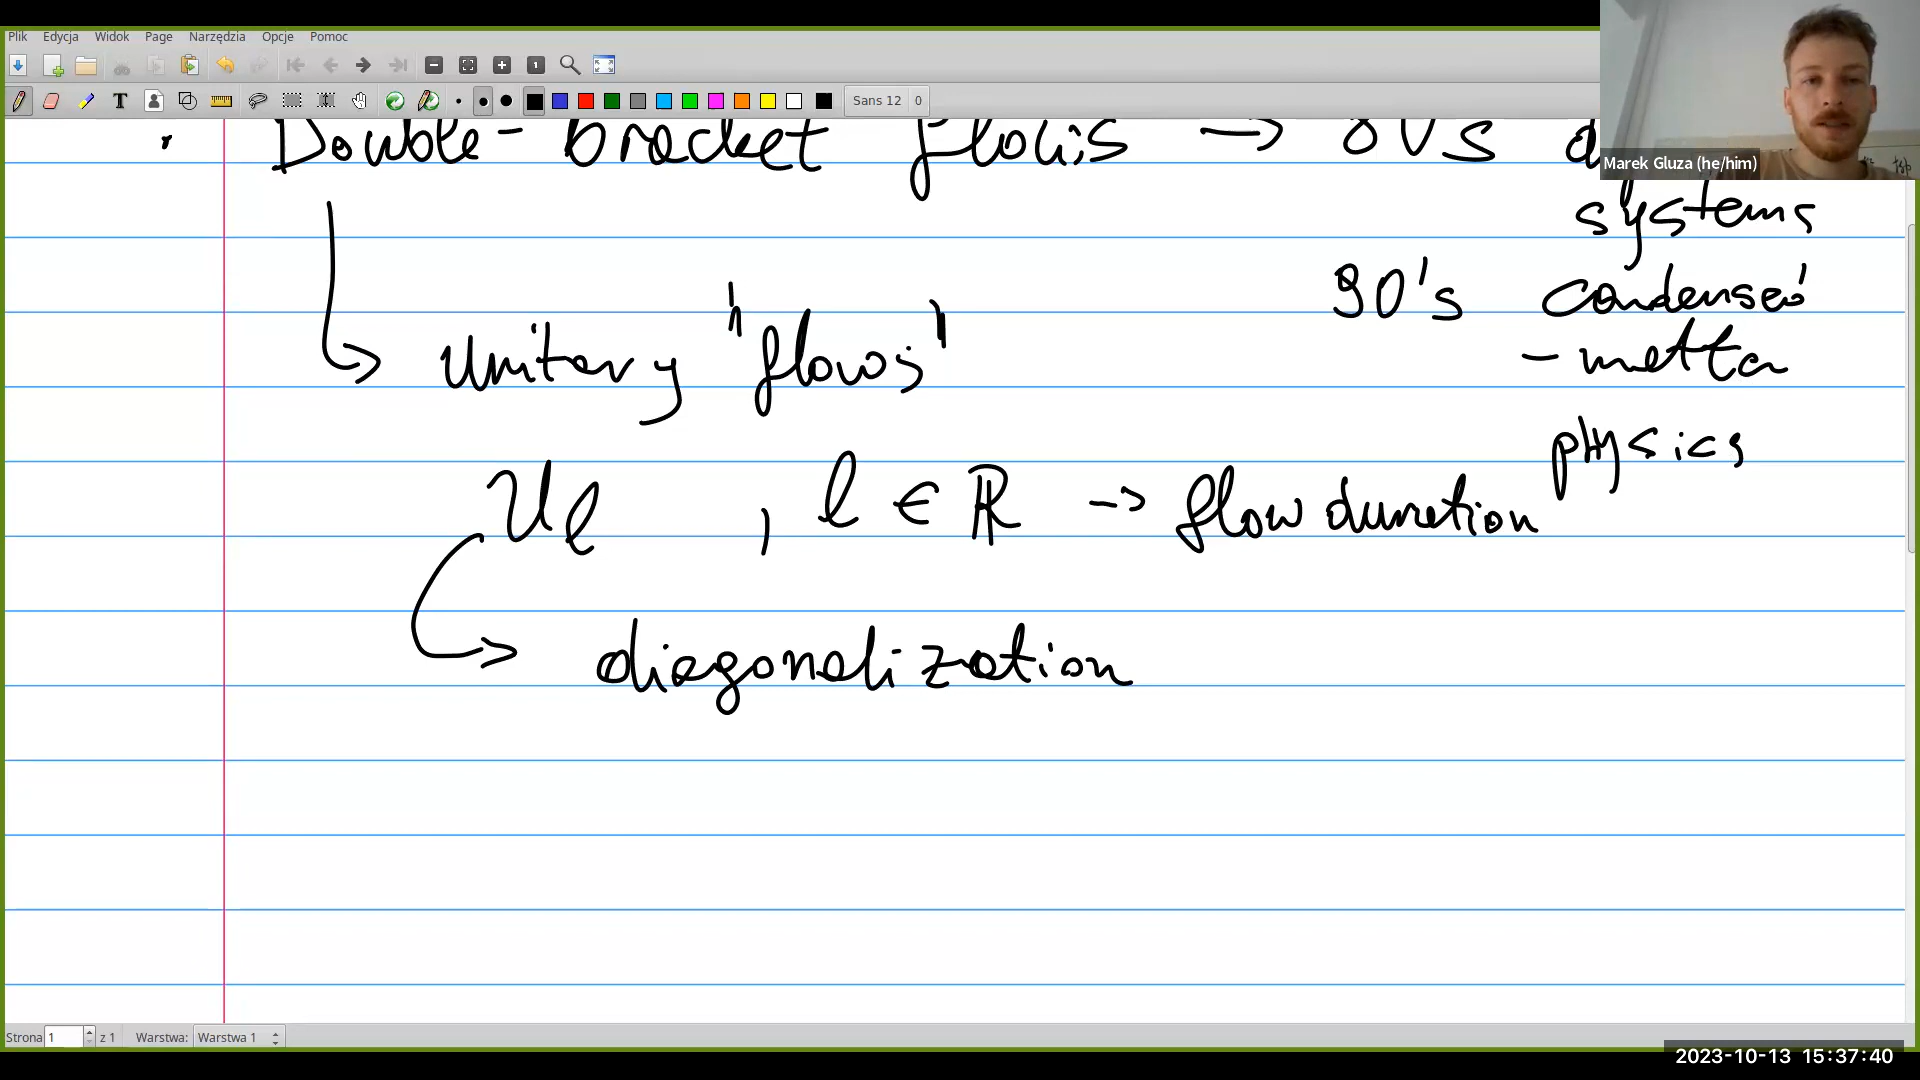 Plik Edycja Widok Page Narzędzia Opcje Pomoc
Sans 12 0
Marek Gluza (he/him)
Double-bracket flows → 80s
systems
90's condensed
-matter
physics
unitary "flows"
U_ℓ , ℓ ∈ ℝ → flow duration
diagonalization
Strona 1 z 1 Warstwa: Warstwa 1
2023-10-13 15:37:40